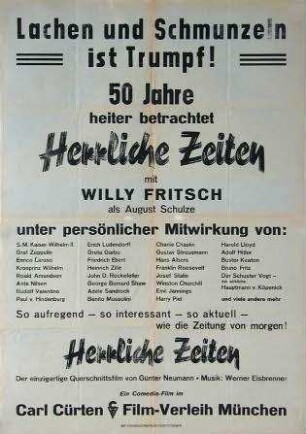 Lachen und Schmunzeln
ist Trumpf!
50 Jahre
heiter betrachtet
Herrliche Zeiten
mit
WILLY FRITSCH
als August Schulze
unter persönlicher Mitwirkung von:
S.M. Kaiser Wilhelm II.
Graf Zeppelin
Enrico Caruso
Kronprinz Wilhelm
Roald Amundsen
Asta Nilsen
Rudolf Valentino
Paul v. Hindenburg
Erich Ludendorff
Greta Garbo
Friedrich Ebert
Heinrich Zille
John D. Rockefeller
George Bernard Shaw
Adele Sandrock
Benito Mussolini
Charlie Chaplin
Gustav Stresemann
Hans Albers
Franklin Roosevelt
Josef Stalin
Winston Churchill
Emil Jannings
Harry Piel
Harold Lloyd
Adolf Hitler
Buster Keaton
Bruno Fritz
Der Schuster Vogt -
Hauptmann v. Köpenick
und viele andere mehr
So aufregend - so interessant - so aktuell -
wie die Zeitung von morgen!
Herrliche Zeiten
Der einzigartige Querschnittsfilm von Günter Neumann · Musik: Werner Eisbrenner
Ein Comedia-Film im
Carl Cürten Film-Verleih München